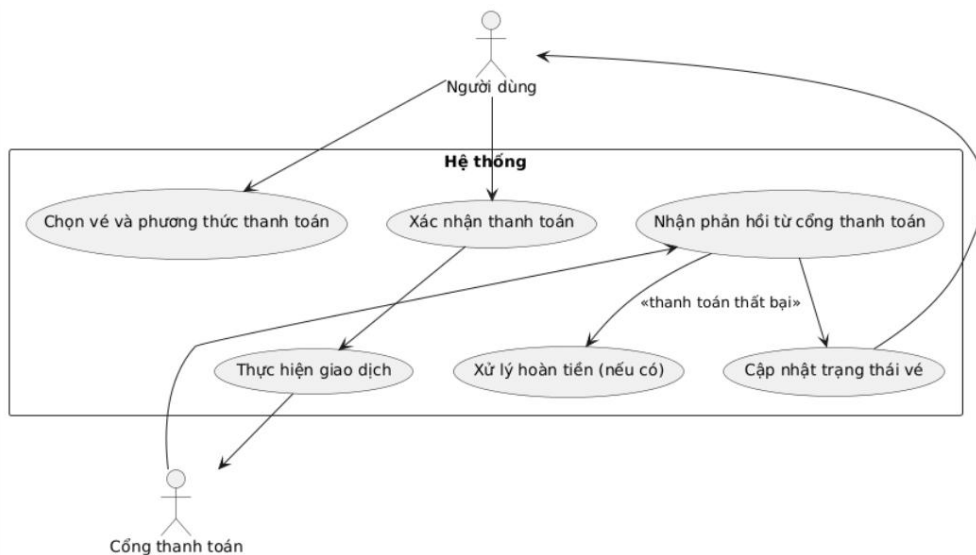 Người dùng
Hệ thống
Chọn vé và phương thức thanh toán
Xác nhận thanh toán
Nhận phản hồi từ cổng thanh toán
«thanh toán thất bại»
Thực hiện giao dịch
Xử lý hoàn tiền (nếu có)
Cập nhật trạng thái vé
Cổng thanh toán